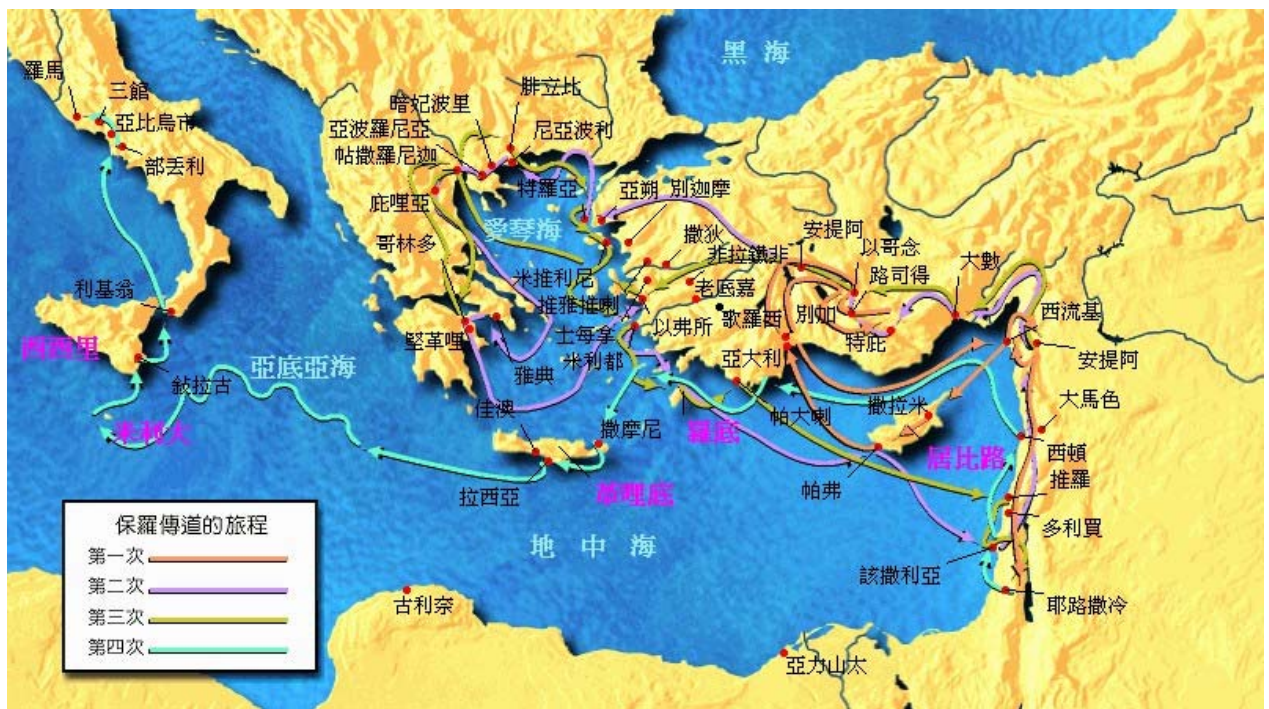 黑海
羅馬
三館
亞比烏市
部丟利
腓立比
暗妃波里
尼亞波利
亞波羅尼亞
帖撒羅尼迦
特羅亞
亞朔
別迦摩
庇哩亞
愛琴海
撒狄
安提阿
以哥念
大數
哥林多
非拉鐵非
路司得
米推利尼
老底嘉
利基翁
推雅推喇
別加
西流基
歌羅西
以弗所
士每拿
特庇
西西里
堅革哩
米利都
亞大利
安提阿
亞底亞海
雅典
敍拉古
撒拉米
大馬色
佳澳
帕大喇
米利大
撒摩尼
羅底
居比路
西頓
推羅
拉西亞
革哩底
帕弗
保羅傳道的旅程
多利買
地中海
第一次
該撒利亞
第二次
古利奈
耶路撒冷
第三次
第四次
亞力山太